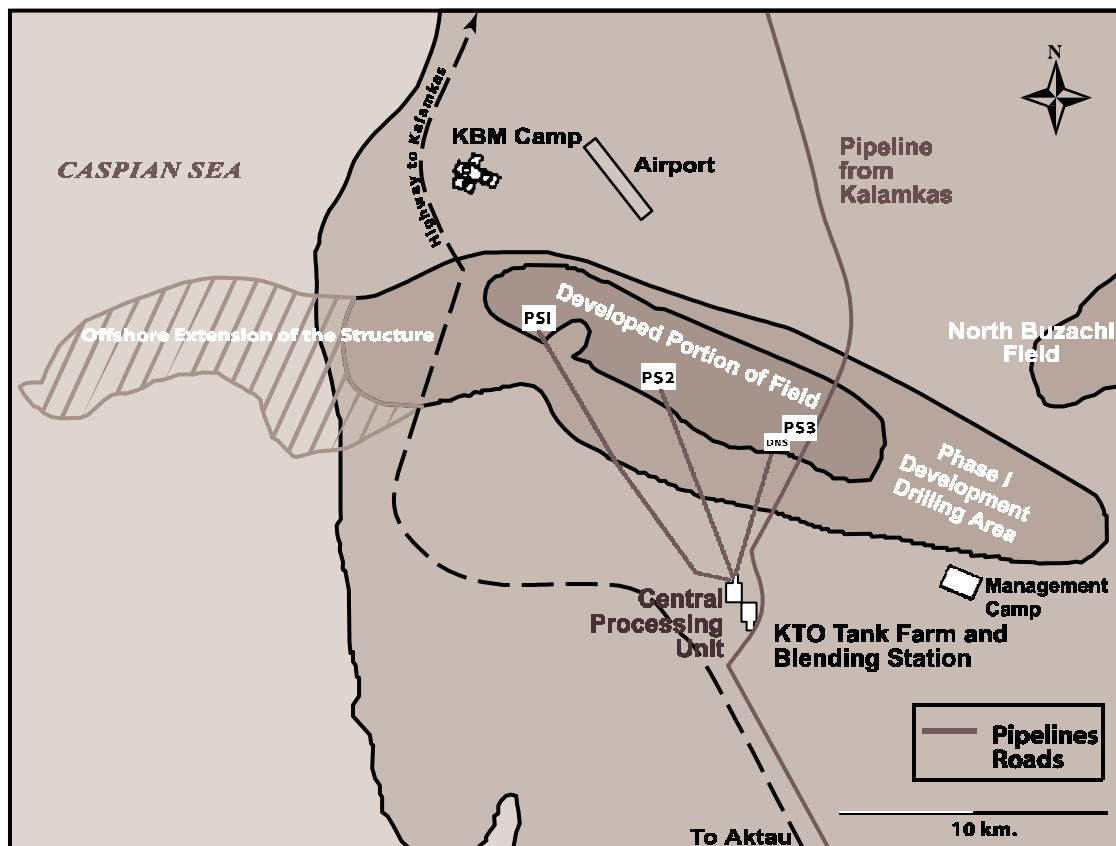 N
KBM Camp
Highway to Kalamkas
Airport
Pipeline
from
Kalamkas
CASPIAN SEA
Developed Portion of Field
PS1
Offshore Extension of the Structure
North Buzachi
Field
PS2
PS3
DNS
Phase I
Development
Drilling Area
Management
Camp
Central
Processing
Unit
KTO Tank Farm and
Blending Station
Pipelines
Roads
10 km.
To Aktau